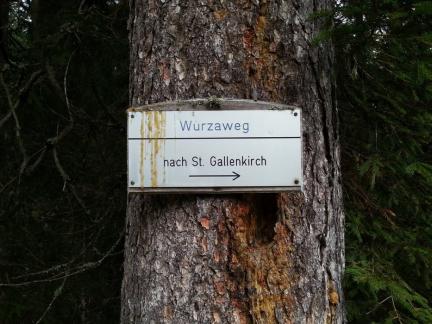 Wurzaweg
nach St. Gallenkirch